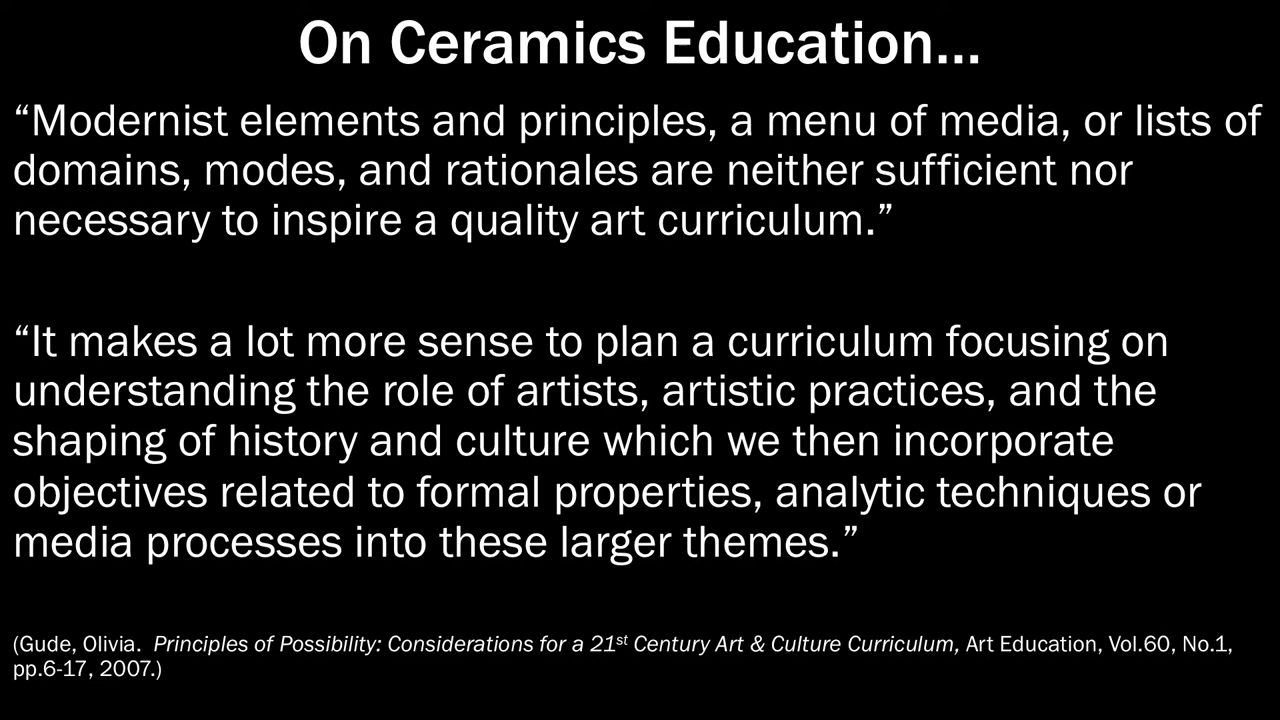 On Ceramics Education...
“Modernist elements and principles, a menu of media, or lists of
domains, modes, and rationales are neither sufficient nor
necessary to inspire a quality art curriculum.”
“It makes a lot more sense to plan a curriculum focusing on
understanding the role of artists, artistic practices, and the
shaping of history and culture which we then incorporate
objectives related to formal properties, analytic techniques or
media processes into these larger themes.”
(Gude, Olivia.  Principles of Possibility: Considerations for a 21st Century Art & Culture Curriculum, Art Education, Vol.60, No.1,
pp.6-17, 2007.)